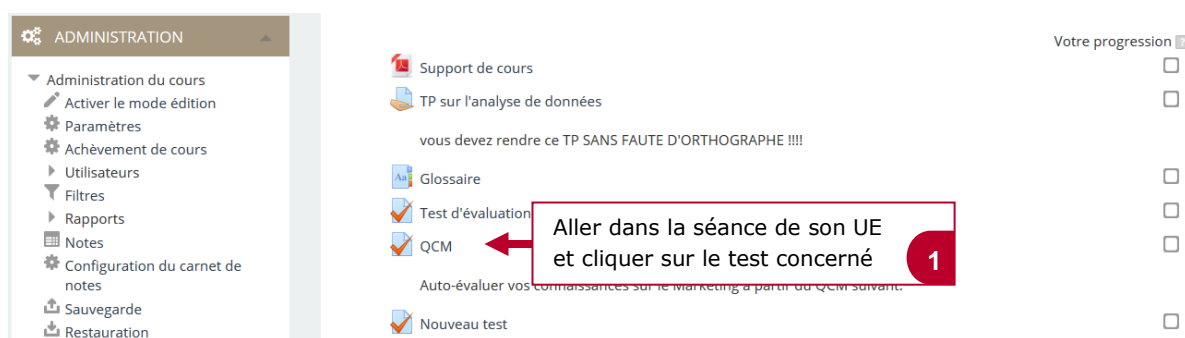 ADMINISTRATION
Administration du cours
Activer le mode édition
Paramètres
Achèvement de cours
Utilisateurs
Filtres
Rapports
Notes
Configuration du carnet de
notes
Sauvegarde
Restauration
Votre progression ?
Support de cours
TP sur l'analyse de données
vous devez rendre ce TP SANS FAUTE D'ORTHOGRAPHE !!!!
Aa
Glossaire
Test d'évaluation
QCM
Aller dans la séance de son UE
et cliquer sur le test concerné
1
Auto-évaluer vos connaissances sur le Marketing à partir du QCM suivant.
Nouveau test